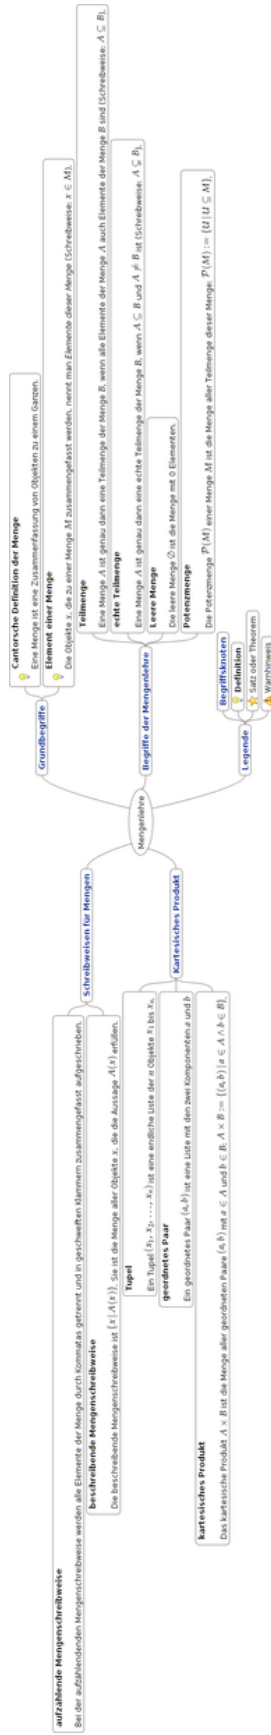 Mengenlehre
Grundbegriffe
Cantorsche Definition der Menge
Eine Menge ist eine Zusammenfassung von Objekten zu einem Ganzen.
Element einer Menge
Die Objekte x, die zu einer Menge M zusammengefasst werden, nennt man Elemente dieser Menge (Schreibweise: x ∈ M).
Begriffe der Mengenlehre
Teilmenge
Eine Menge A ist genau dann eine Teilmenge der Menge B, wenn alle Elemente der Menge A auch Elemente der Menge B sind (Schreibweise: A ⊆ B).
echte Teilmenge
Eine Menge A ist genau dann eine echte Teilmenge der Menge B, wenn A ⊆ B und A ≠ B ist (Schreibweise: A ⊊ B).
Leere Menge
Die leere Menge ∅ ist die Menge mit 0 Elementen.
Potenzmenge
Die Potenzmenge P(M) einer Menge M ist die Menge aller Teilmenge dieser Menge: P(M) := {U | U ⊆ M}.
Legende
Begriffsknoten
Definition
Satz oder Theorem
Warnhinweis
Schreibweisen für Mengen
aufzählende Mengenschreibweise
Bei der aufzählendenden Mengenschreibweise werden alle Elemente der Menge durch Kommatas getrennt und in geschweiften Klammern zusammengefasst aufgeschrieben.
beschreibende Mengenschreibweise
Die beschreibende Mengenschreibweise ist {x | A(x)}. Sie ist die Menge aller Objekte x, die die Aussage A(x) erfüllen.
Kartesisches Produkt
Tupel
Ein Tupel (x₁, x₂, ..., xₙ) ist eine endliche Liste der n Objekte x₁ bis xₙ.
geordnetes Paar
Ein geordnetes Paar (a, b) ist eine Liste mit den zwei Komponenten a und b
kartesisches Produkt
Das kartesische Produkt A × B ist die Menge aller geordneten Paare (a, b) mit a ∈ A und b ∈ B: A × B := {(a, b) | a ∈ A ∧ b ∈ B}.